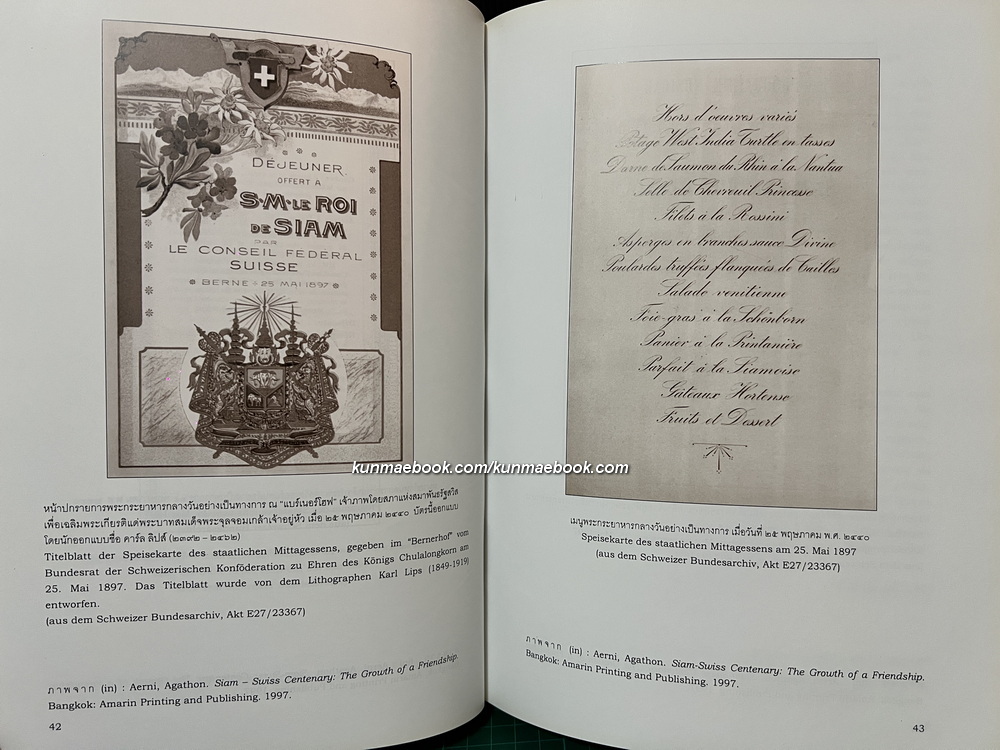 DÉJEUNER
OFFERT A
S·M·LE ROI
DE SIAM
PAR
LE CONSEIL FEDERAL
SUISSE
BERNE ÷ 25 MAI 1897
หน้าปกรายการพระกระยาหารกลางวันอย่างเป็นทางการ ณ “แบร์เนอร์โฮฟ” เจ้าภาพโดยสภาแห่งสมาพันธรัฐสวิส
เพื่อเฉลิมพระเกียรติแด่พระบาทสมเด็จพระจุลจอมเกล้าเจ้าอยู่หัว เมื่อ ๒๕ พฤษภาคม ๒๔๔๐ บัตรนี้ออกแบบ
โดยนักออกแบบชื่อ คาร์ล ลิปส์ (๒๓๙๒ – ๒๔๖๒)
Titelblatt der Speisekarte des staatlichen Mittagessens, gegeben im “Bernerhof” vom
Bundesrat der Schweizerischen Konföderation zu Ehren des Königs Chulalongkorn am
25. Mai 1897. Das Titelblatt wurde von dem Lithographen Karl Lips (1849-1919)
entworfen.
(aus dem Schweizer Bundesarchiv, Akt E27/23367)
ภาพจาก (in) : Aerni, Agathon. Siam – Swiss Centenary: The Growth of a Friendship.
Bangkok: Amarin Printing and Publishing. 1997.
42
Hors d'oeuvres variés
Potage West India Turtle en tasses
Darne de Saumon du Rhin à la Nantua
Selle de Chevreuil Princesse
Filets à la Rossini
Asperges en branches sauce Divine
Poulardes truffées flanquées de Cailles
Salade venitienne
Foie-gras à la Schönborn
Panier à la Printanière
Parfait à la Siamoise
Gâteaux Hortense
Fruits et Dessert
kunmaebook.com/kunmaebook.com
เมนูพระกระยาหารกลางวันอย่างเป็นทางการ เมื่อวันที่ ๒๕ พฤษภาคม พ.ศ. ๒๔๔๐
Speisekarte des staatlichen Mittagessens am 25. Mai 1897
(aus dem Schweizer Bundesarchiv, Akt E27/23367)
ภาพจาก (in) : Aerni, Agathon. Siam-Swiss Centenary: The Growth of a Friendship.
Bangkok: Amarin Printing and Publishing. 1997.
43